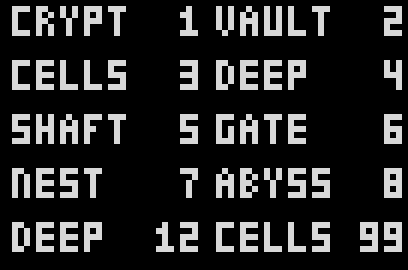 CRYPT 1 VAULT 2
CELLS 3 DEEP 4
SHAFT 5 GATE 6
NEST 7 ABYSS 8
DEEP 12 CELLS 99